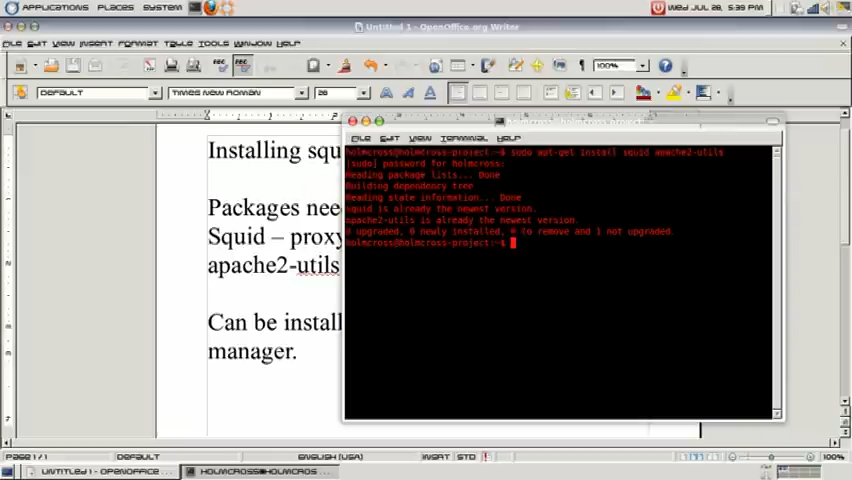 Applications Places System
Wed Jul 28, 5:39 PM
Untitled 1 - OpenOffice.org Writer
File Edit View Insert Format Table Tools Window Help
100%
Default
Times New Roman
28
Installing squ
Packages nee
Squid – proxy
apache2-utils
Can be install
manager.
holmcross@holmcross-project: ~
File Edit View Terminal Help
holmcross@holmcross-project:~$ sudo apt-get install squid apache2-utils
[sudo] password for holmcross:
Reading package lists... Done
Building dependency tree
Reading state information... Done
squid is already the newest version.
apache2-utils is already the newest version.
0 upgraded, 0 newly installed, 0 to remove and 1 not upgraded.
holmcross@holmcross-project:~$
Page 1 / 1
Default
English (USA)
INSRT
STD
100%
Untitled 1 - OpenOffice ...
holmcross@holmcros ...